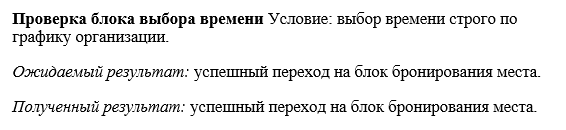 Проверка блока выбора времени Условие: выбор времени строго по
графику организации.
Ожидаемый результат: успешный переход на блок бронирования места.
Полученный результат: успешный переход на блок бронирования места.